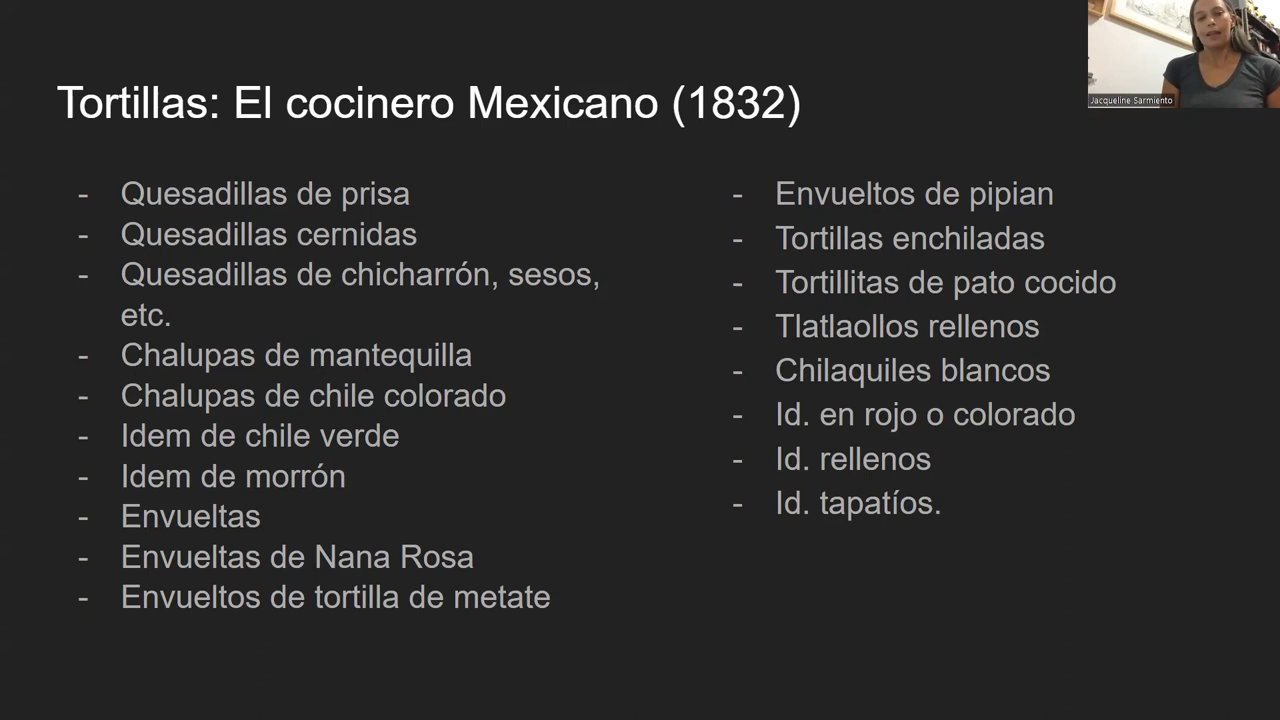 Tortillas: El cocinero Mexicano (1832)
- Quesadillas de prisa
- Quesadillas cernidas
- Quesadillas de chicharrón, sesos,
etc.
- Chalupas de mantequilla
- Chalupas de chile colorado
- Idem de chile verde
- Idem de morrón
- Envueltas
- Envueltas de Nana Rosa
- Envueltos de tortilla de metate
- Envueltos de pipian
- Tortillas enchiladas
- Tortillitas de pato cocido
- Tlatlaollos rellenos
- Chilaquiles blancos
- Id. en rojo o colorado
- Id. rellenos
- Id. tapatíos.
Jacqueline Sarmiento